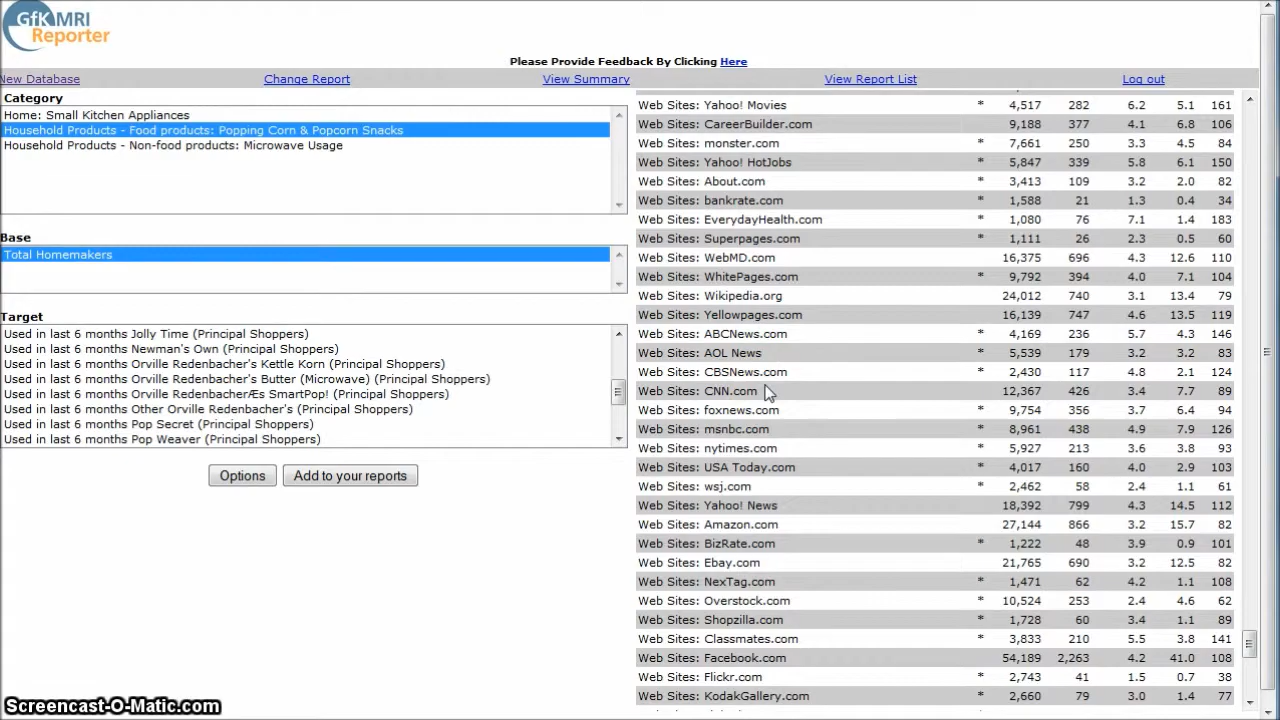 GfK MRI
Reporter
Please Provide Feedback By Clicking Here
New Database Change Report View Summary View Report List Log out
Category
Home: Small Kitchen Appliances
Household Products - Food products: Popping Corn & Popcorn Snacks
Household Products - Non-food products: Microwave Usage
Base
Total Homemakers
Target
Used in last 6 months Jolly Time (Principal Shoppers)
Used in last 6 months Newman's Own (Principal Shoppers)
Used in last 6 months Orville Redenbacher's Kettle Korn (Principal Shoppers)
Used in last 6 months Orville Redenbacher's Butter (Microwave) (Principal Shoppers)
Used in last 6 months Orville RedenbacherÆs SmartPop! (Principal Shoppers)
Used in last 6 months Other Orville Redenbacher's (Principal Shoppers)
Used in last 6 months Pop Secret (Principal Shoppers)
Used in last 6 months Pop Weaver (Principal Shoppers)
Options Add to your reports
Web Sites: Yahoo! Movies * 4,517 282 6.2 5.1 161
Web Sites: CareerBuilder.com 9,188 377 4.1 6.8 106
Web Sites: monster.com * 7,661 250 3.3 4.5 84
Web Sites: Yahoo! HotJobs * 5,847 339 5.8 6.1 150
Web Sites: About.com * 3,413 109 3.2 2.0 82
Web Sites: bankrate.com * 1,588 21 1.3 0.4 34
Web Sites: EverydayHealth.com * 1,080 76 7.1 1.4 183
Web Sites: Superpages.com * 1,111 26 2.3 0.5 60
Web Sites: WebMD.com 16,375 696 4.3 12.6 110
Web Sites: WhitePages.com * 9,792 394 4.0 7.1 104
Web Sites: Wikipedia.org 24,012 740 3.1 13.4 79
Web Sites: Yellowpages.com 16,139 747 4.6 13.5 119
Web Sites: ABCNews.com * 4,169 236 5.7 4.3 146
Web Sites: AOL News * 5,539 179 3.2 3.2 83
Web Sites: CBSNews.com * 2,430 117 4.8 2.1 124
Web Sites: CNN.com 12,367 426 3.4 7.7 89
Web Sites: foxnews.com * 9,754 356 3.7 6.4 94
Web Sites: msnbc.com * 8,961 438 4.9 7.9 126
Web Sites: nytimes.com * 5,927 213 3.6 3.8 93
Web Sites: USA Today.com * 4,017 160 4.0 2.9 103
Web Sites: wsj.com * 2,462 58 2.4 1.1 61
Web Sites: Yahoo! News 18,392 799 4.3 14.5 112
Web Sites: Amazon.com 27,144 866 3.2 15.7 82
Web Sites: BizRate.com * 1,222 48 3.9 0.9 101
Web Sites: Ebay.com 21,765 690 3.2 12.5 82
Web Sites: NexTag.com * 1,471 62 4.2 1.1 108
Web Sites: Overstock.com * 10,524 253 2.4 4.6 62
Web Sites: Shopzilla.com * 1,728 60 3.4 1.1 89
Web Sites: Classmates.com * 3,833 210 5.5 3.8 141
Web Sites: Facebook.com 54,189 2,263 4.2 41.0 108
Web Sites: Flickr.com * 2,743 41 1.5 0.7 38
Web Sites: KodakGallery.com * 2,660 79 3.0 1.4 77
Screencast-O-Matic.com